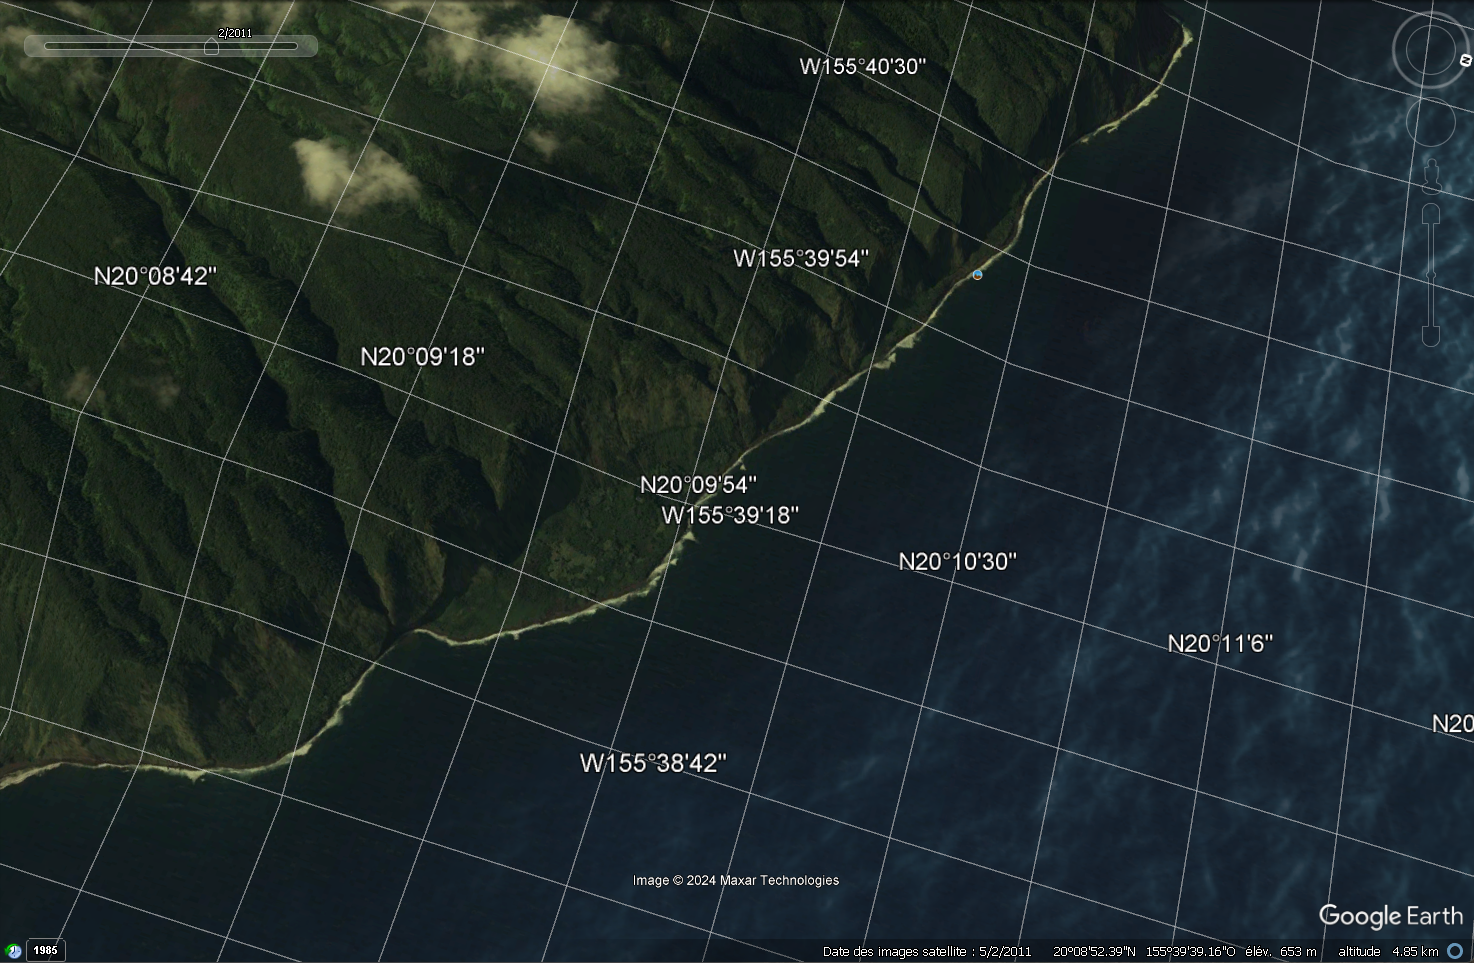 2/2011
W155°40'30"
W155°39'54"
N20°08'42"
N20°09'18"
N20°09'54"
W155°39'18"
N20°10'30"
N20°11'6"
N20
W155°38'42"
Image © 2024 Maxar Technologies
Google Earth
1985
Date des images satellite : 5/2/2011 20°08'52.39"N 155°39'39.16"O élév. 653 m altitude 4.85 km